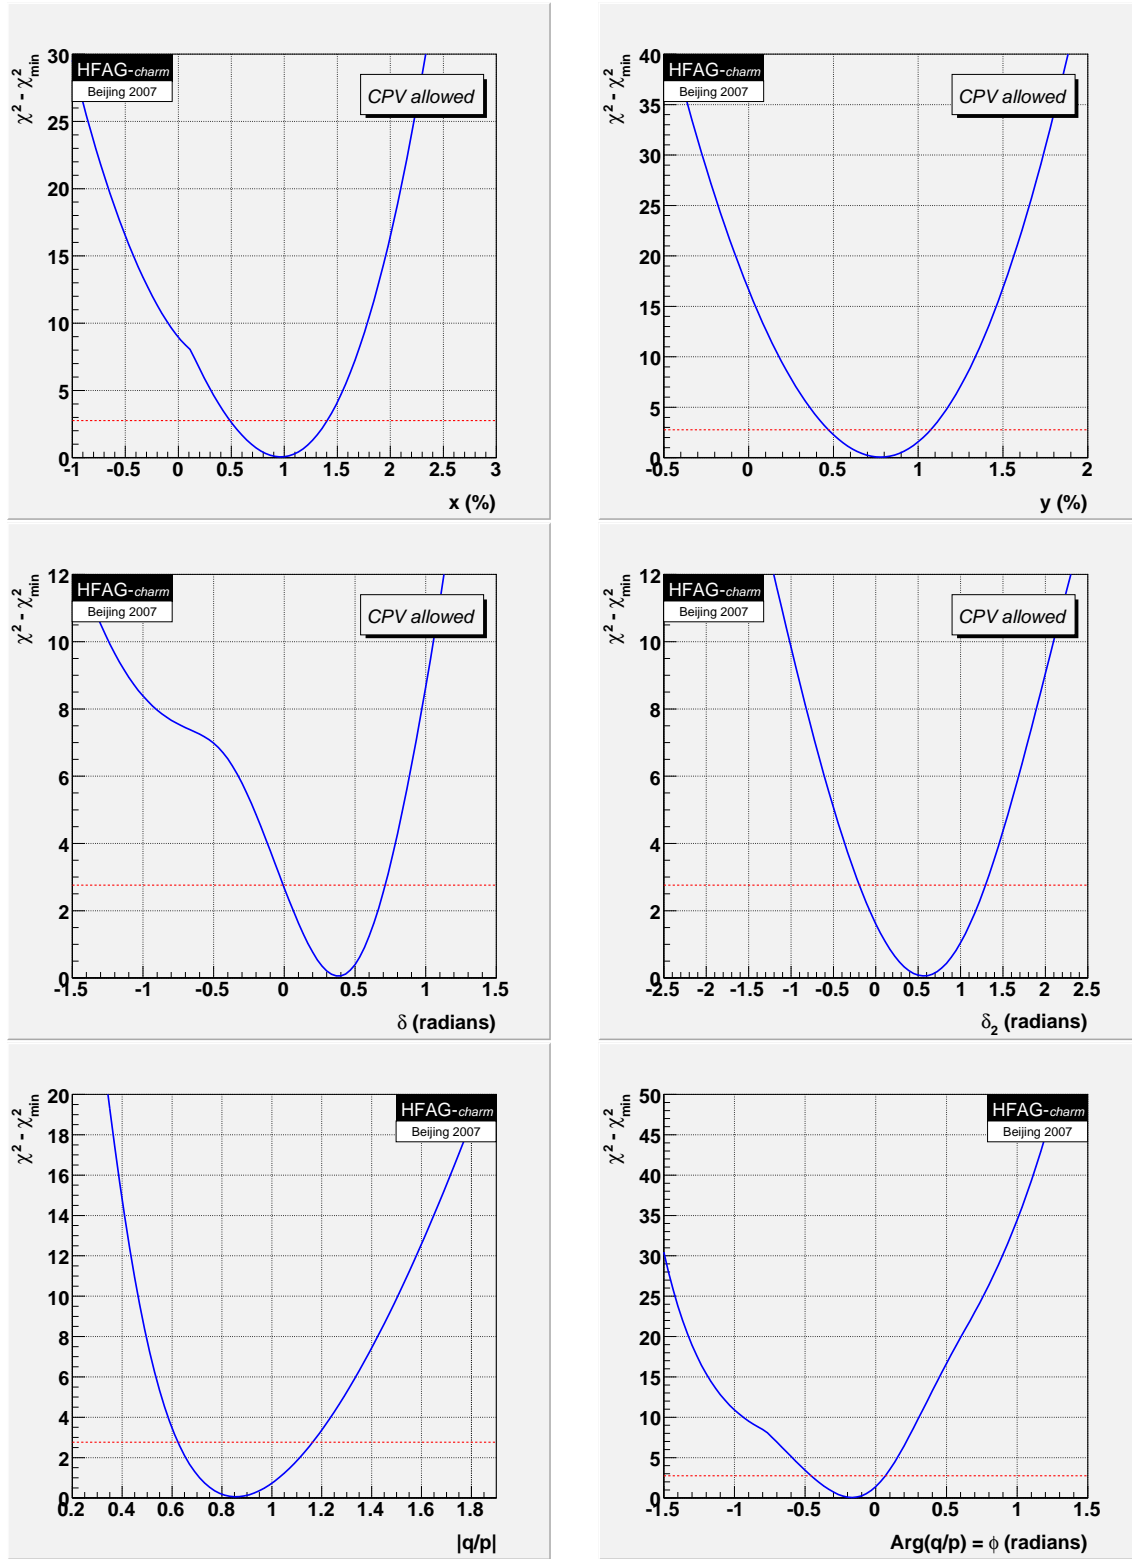 χ² - χ²min
30
25
20
15
10
5
0
HFAG-charm
Beijing 2007
CPV allowed
-1 -0.5 0 0.5 1 1.5 2 2.5 3
x (%)
χ² - χ²min
40
35
30
25
20
15
10
5
0
HFAG-charm
Beijing 2007
CPV allowed
-0.5 0 0.5 1 1.5 2
y (%)
χ² - χ²min
12
10
8
6
4
2
0
HFAG-charm
Beijing 2007
CPV allowed
-1.5 -1 -0.5 0 0.5 1 1.5
δ (radians)
χ² - χ²min
12
10
8
6
4
2
0
HFAG-charm
Beijing 2007
CPV allowed
-2.5 -2 -1.5 -1 -0.5 0 0.5 1 1.5 2 2.5
δ₂ (radians)
χ² - χ²min
20
18
16
14
12
10
8
6
4
2
0
HFAG-charm
Beijing 2007
0.2 0.4 0.6 0.8 1 1.2 1.4 1.6 1.8
|q/p|
χ² - χ²min
50
45
40
35
30
25
20
15
10
5
0
HFAG-charm
Beijing 2007
-1.5 -1 -0.5 0 0.5 1 1.5
Arg(q/p) = ϕ (radians)